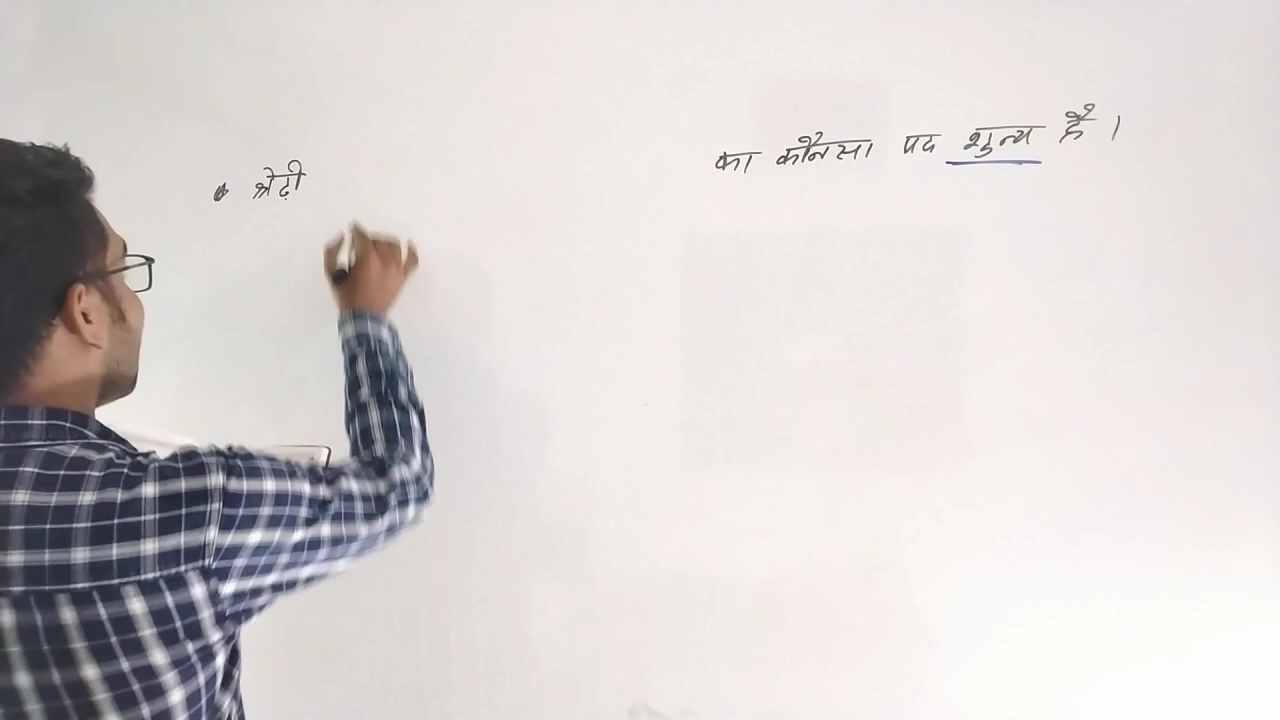 • श्रेढ़ी का कौनसा पद शुन्य है ।